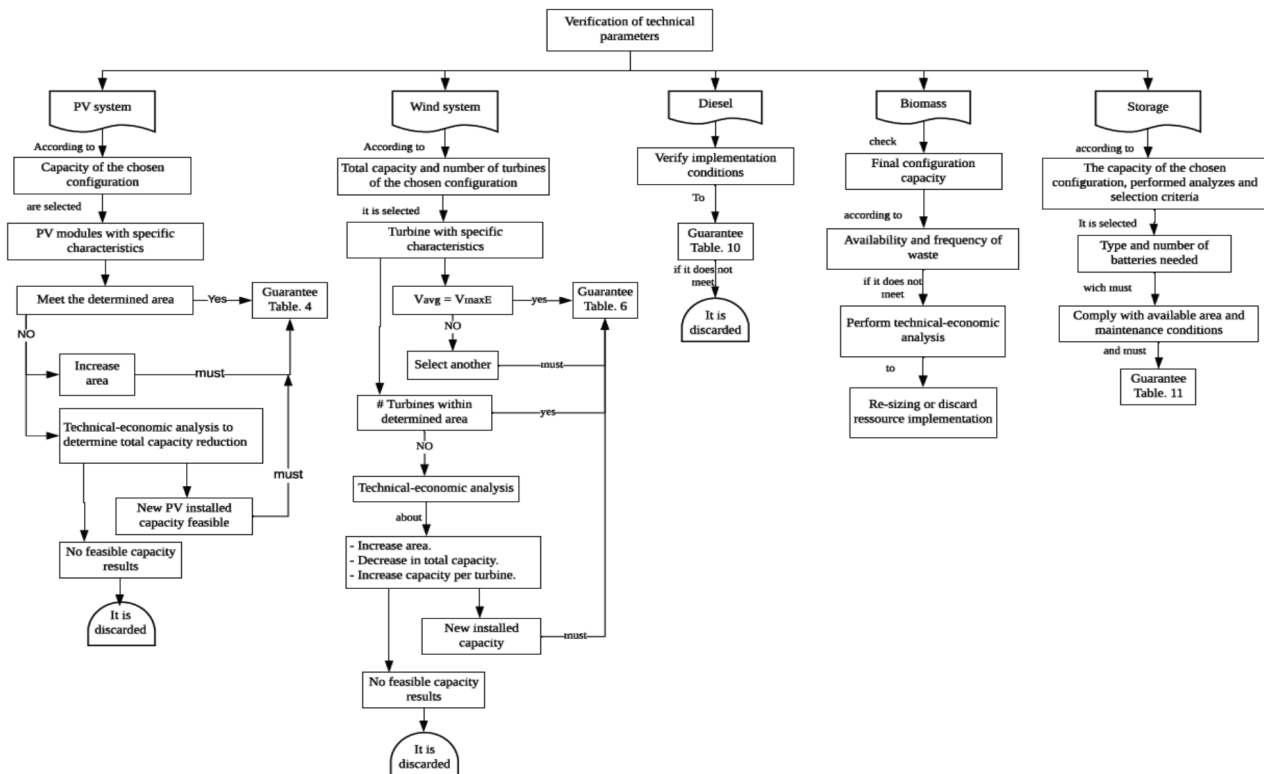 Verification of technical
parameters
PV system
According to
Capacity of the chosen
configuration
are selected
PV modules with specific
characteristics
Meet the determined area
Yes
Guarantee
Table. 4
NO
Increase
area
must
Technical-economic analysis to
determine total capacity reduction
must
New PV installed
capacity feasible
No feasible capacity
results
It is
discarded
Wind system
According to
Total capacity and number of turbines
of the chosen configuration
it is selected
Turbine with specific
characteristics
Vavg = VmaxE
yes
Guarantee
Table. 6
NO
Select another
must
# Turbines within
determined area
yes
NO
Technical-economic analysis
about
- Increase area.
- Decrease in total capacity.
- Increase capacity per turbine.
New installed
capacity
must
No feasible capacity
results
It is
discarded
Diesel
Verify implementation
conditions
To
Guarantee
Table. 10
if it does not
meet
It is
discarded
Biomass
check
Final configuration
capacity
according to
Availability and frequency of
waste
if it does not
meet
Perform technical-economic
analysis
to
Re-sizing or discard
ressource implementation
Storage
according to
The capacity of the chosen
configuration, performed analyzes and
selection criteria
It is selected
Type and number of
batteries needed
wich must
Comply with available area and
maintenance conditions
and must
Guarantee
Table. 11